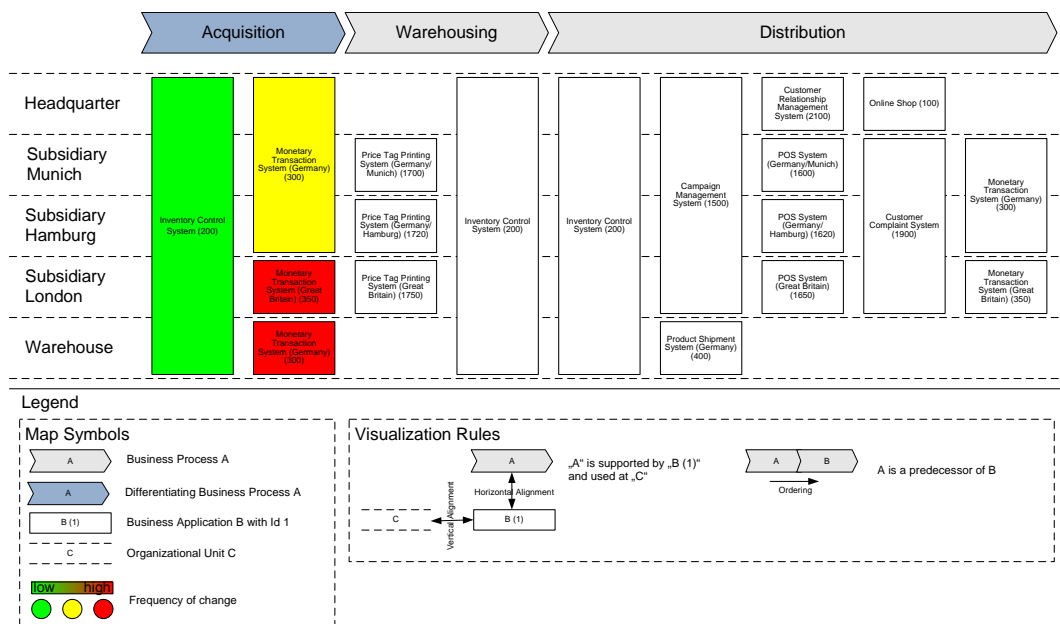 Acquisition
Warehousing
Distribution
Headquarter
Subsidiary
Munich
Subsidiary
Hamburg
Subsidiary
London
Warehouse
Inventory Control
System (200)
Monetary
Transaction
System (Germany)
(300)
Monetary
Transaction
System (Great
Britain) (350)
Monetary
Transaction
System (Germany)
(300)
Price Tag Printing
System (Germany/
Munich) (1700)
Price Tag Printing
System (Germany/
Hamburg) (1720)
Price Tag Printing
System (Great
Britain) (1750)
Inventory Control
System (200)
Inventory Control
System (200)
Campaign
Management
System (1500)
Product Shipment
System (Germany)
(400)
Customer
Relationship
Management
System (2100)
POS System
(Germany/Munich)
(1600)
POS System
(Germany/
Hamburg) (1620)
POS System
(Great Britain)
(1650)
Online Shop (100)
Customer
Complaint System
(1900)
Monetary
Transaction
System (Germany)
(300)
Monetary
Transaction
System (Great
Britain) (350)
Legend
Map Symbols
A
Business Process A
A
Differentiating Business Process A
B (1)
Business Application B with Id 1
C
Organizational Unit C
low
high
Frequency of change
Visualization Rules
A
Horizontal Alignment
C
Vertical Alignment
B (1)
„A“ is supported by „B (1)“
and used at „C“
A
B
Ordering
A is a predecessor of B